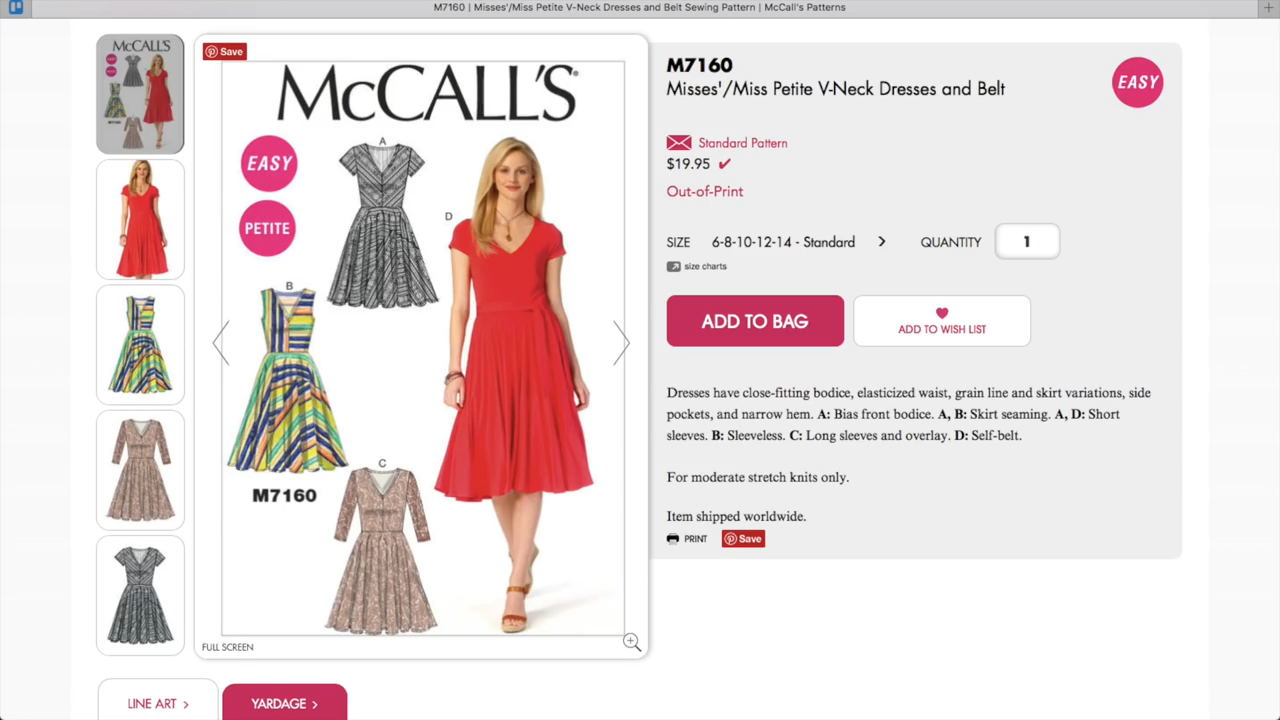 M7160 | Misses'/Miss Petite V-Neck Dresses and Belt Sewing Pattern | McCall's Patterns
McCALL'S
Save
McCALL'S®
EASY
PETITE
A
B
C
D
M7160
FULL SCREEN
LINE ART >
YARDAGE >
M7160
Misses'/Miss Petite V-Neck Dresses and Belt
EASY
Standard Pattern
$19.95
Out-of-Print
SIZE 6-8-10-12-14 - Standard > QUANTITY 1
size charts
ADD TO BAG
ADD TO WISH LIST
Dresses have close-fitting bodice, elasticized waist, grain line and skirt variations, side
pockets, and narrow hem. A: Bias front bodice. A, B: Skirt seaming. A, D: Short
sleeves. B: Sleeveless. C: Long sleeves and overlay. D: Self-belt.
For moderate stretch knits only.
Item shipped worldwide.
PRINT Save